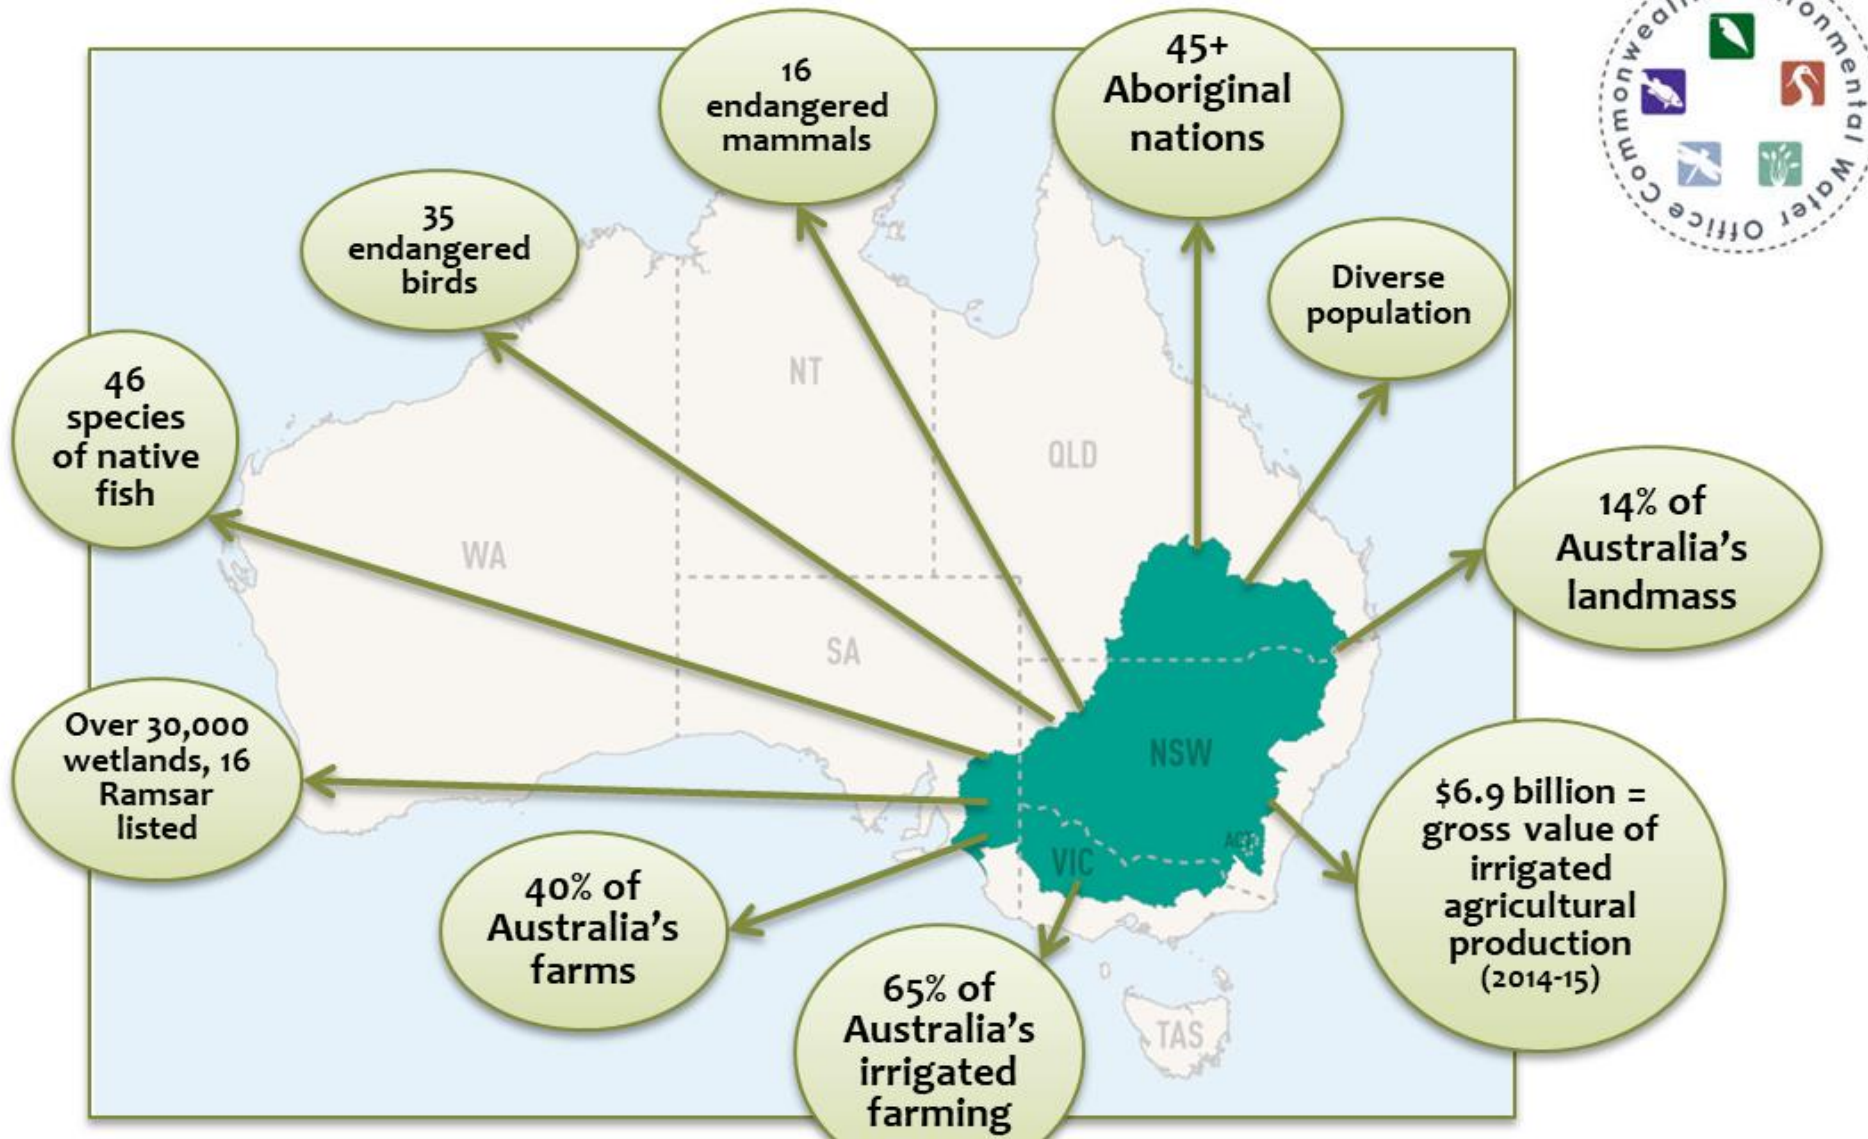 16
endangered
mammals
45+
Aboriginal
nations
35
endangered
birds
Diverse
population
46
species
of native
fish
14% of
Australia's
landmass
Over 30,000
wetlands, 16
Ramsar
listed
$6.9 billion =
gross value of
irrigated
agricultural
production
(2014-15)
40% of
Australia's
farms
65% of
Australia's
irrigated
farming
NT
QLD
WA
SA
NSW
VIC
ACT
TAS
Water Office